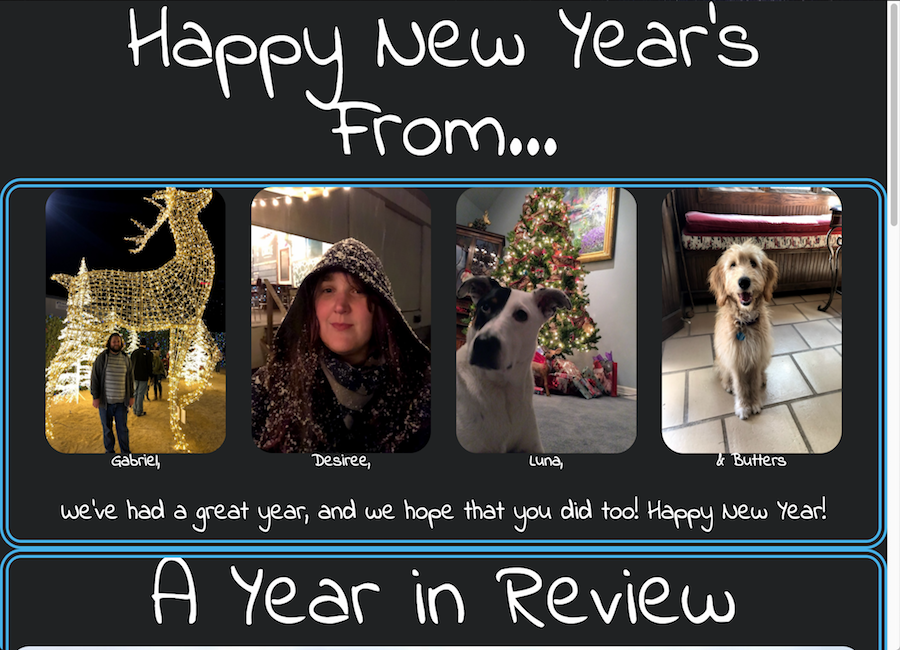 Happy New Year's
From...
Gabriel,
Desiree,
Luna,
& Butters
we've had a great year, and we hope that you did too! Happy New Year!
A Year in Review